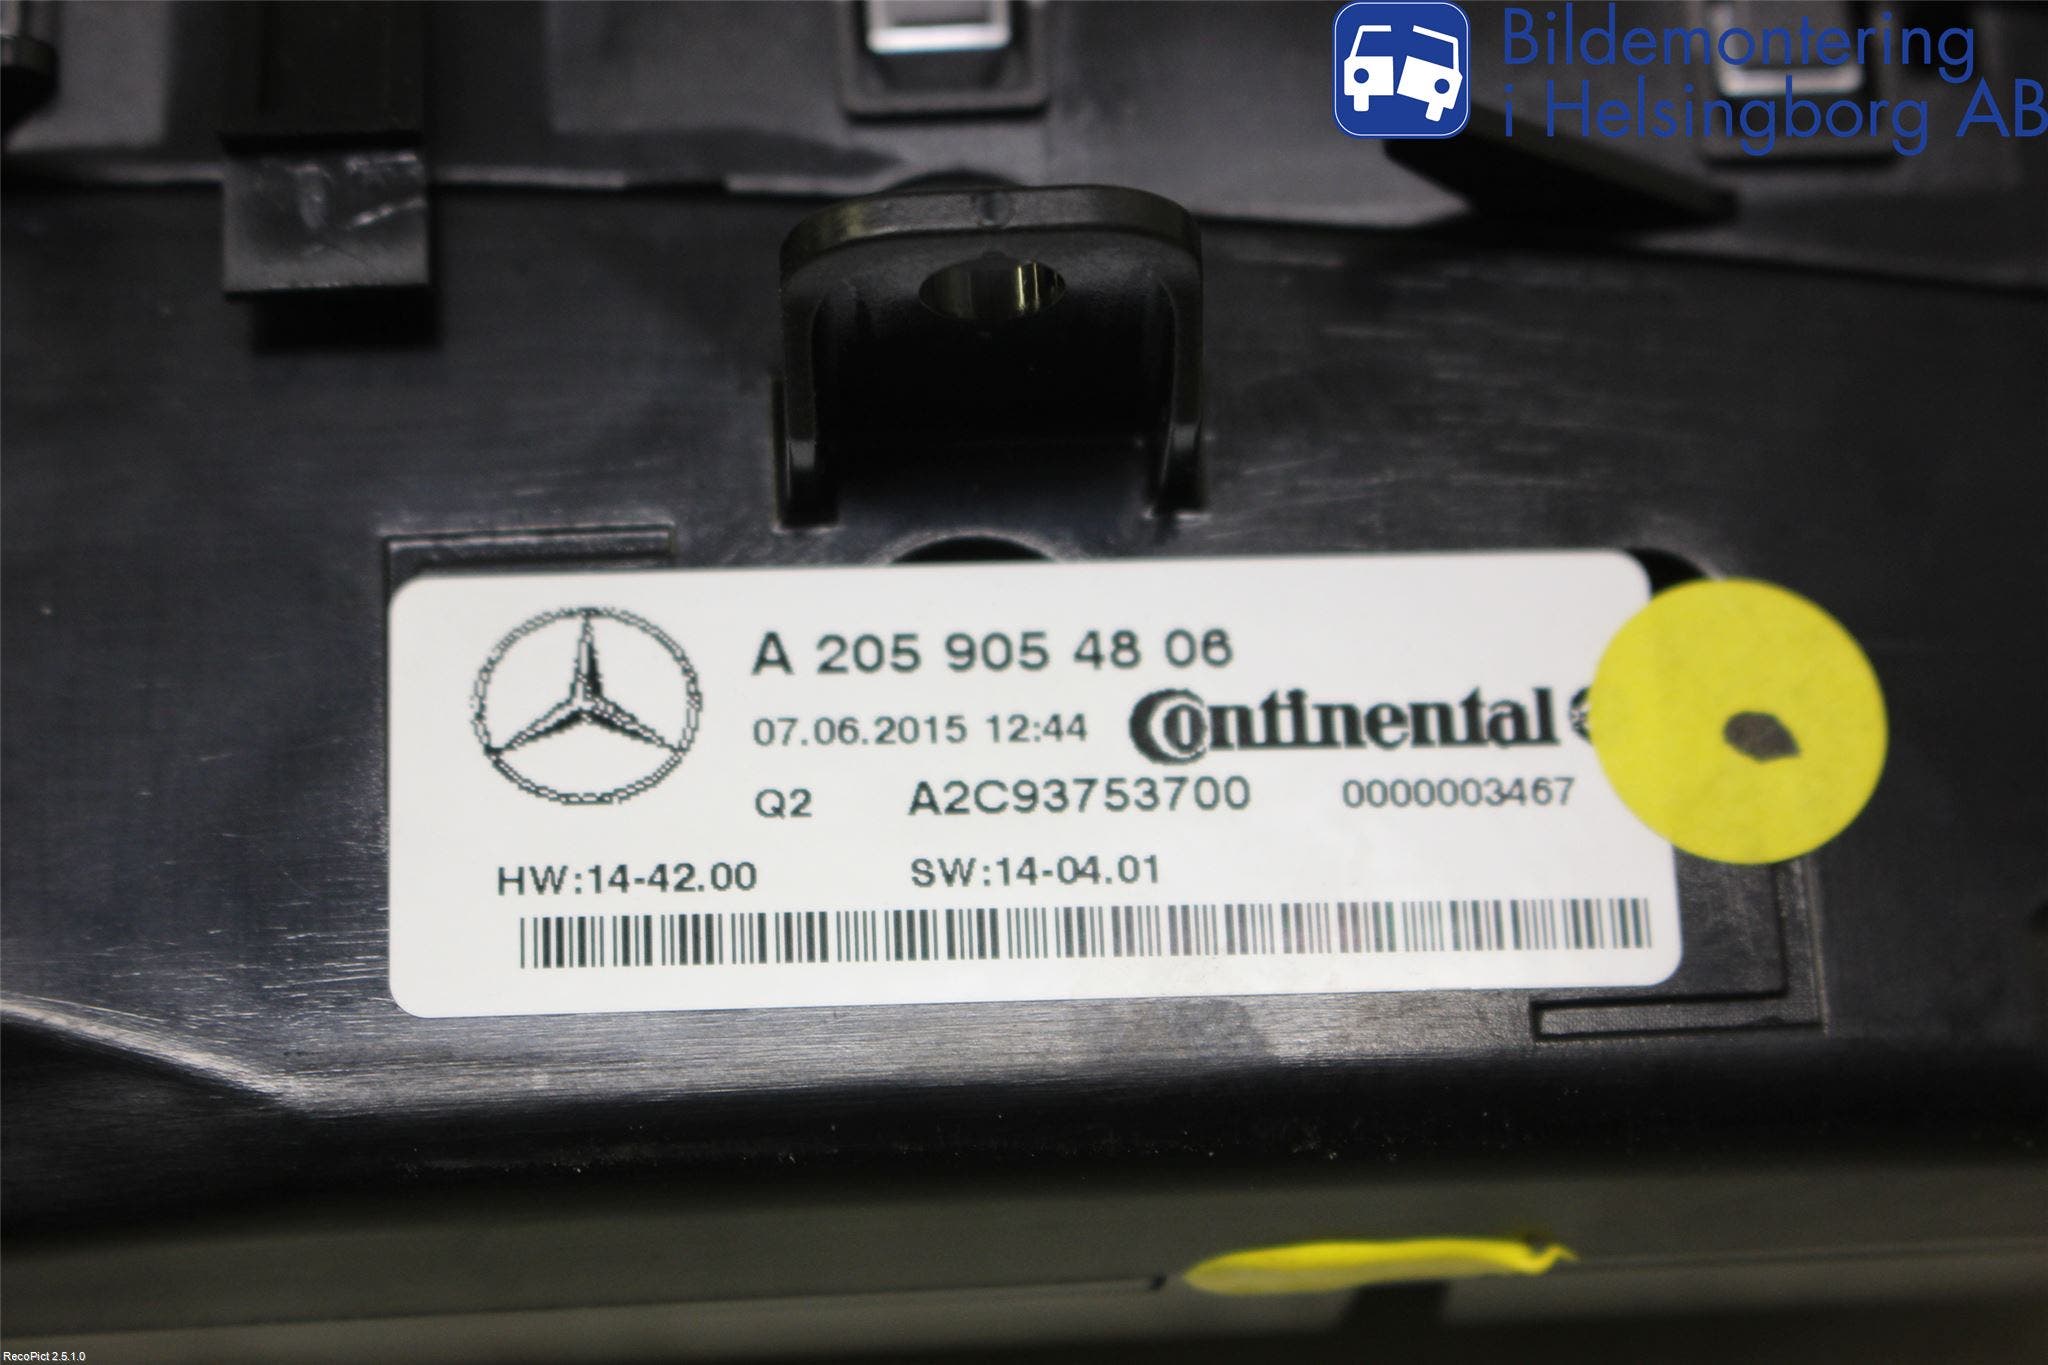 Bildemontering
i Helsingborg AB
A 205 905 48 06
07.06.2015 12:44 Continental
Q2 A2C93753700 0000003467
HW:14-42.00 SW:14-04.01
RecoPict 2.5.1.0